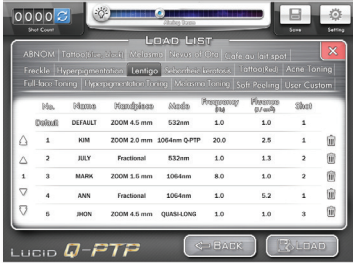 0000
Shot Count
Save
Setting
LOAD LIST
ABNOM Tattoo(Blue Black) Melasma Nevus of Ota Cafe au lait spot
Freckle Hyperpigmentation Lentigo Seborrheic keratosis Tattoo(Red) Acne Toning
Full-face Toning Hyperpigmentation Toning Melasma Toning Soft Peeling User Custom
No. Name Handpiece Mode Frequency (Hz) Fluence (J/cm²) Shot
Default DEFAULT ZOOM 4.5 mm 532nm 1.0 1.0 1
1 KIM ZOOM 2.0 mm 1064nm Q-PTP 20.0 2.5 1
2 JULY Fractional 532nm 1.0 1.3 2
1 3 MARK ZOOM 1.5 mm 1064nm 8.0 1.0 2
4 ANN Fractional 1064nm 1.0 5.2 1
5 JHON ZOOM 4.5 mm QUASI-LONG 1.0 1.0 3
LUCID Q-PTP BACK LOAD